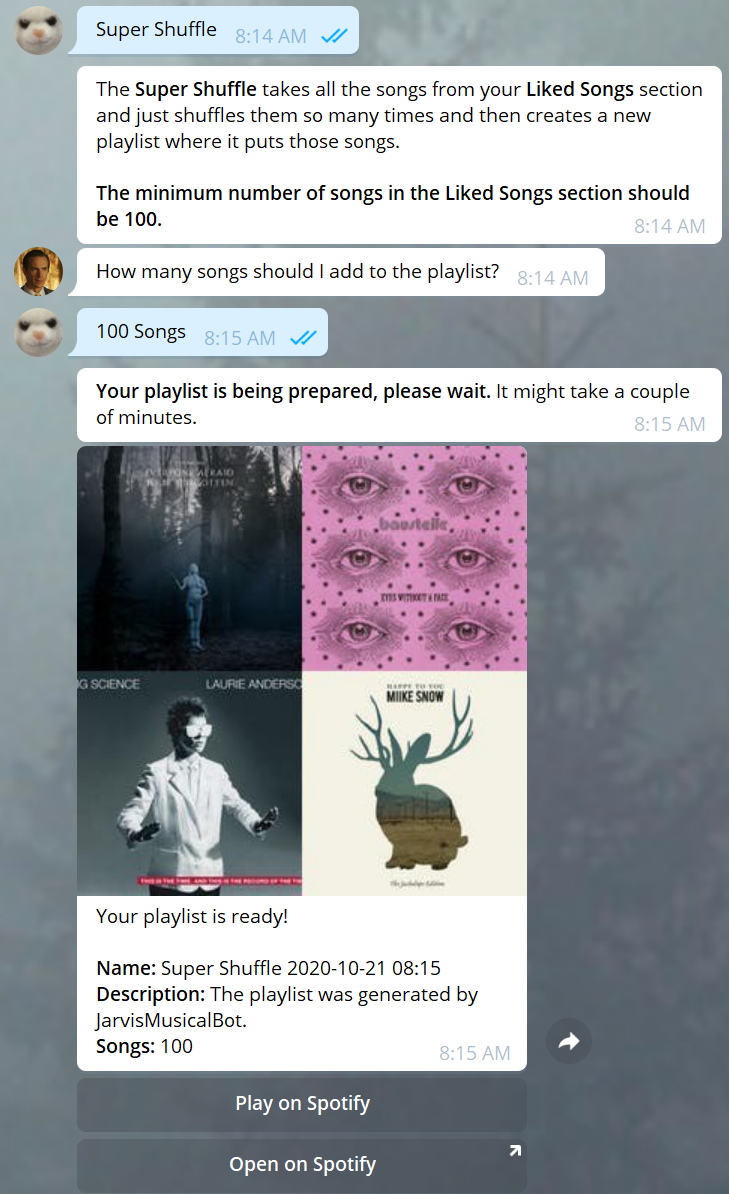 Super Shuffle 8:14 AM
The Super Shuffle takes all the songs from your Liked Songs section
and just shuffles them so many times and then creates a new
playlist where it puts those songs.
The minimum number of songs in the Liked Songs section should
be 100.
8:14 AM
How many songs should I add to the playlist? 8:14 AM
100 Songs 8:15 AM
Your playlist is being prepared, please wait. It might take a couple
of minutes.
8:15 AM
baustelle
EYES WITHOUT A FACE
G SCIENCE LAURIE ANDERSO
THIS IS THE TIME AND THIS IS THE RECORD OF THE TI
HAPPY TO YOU
MIIKE SNOW
The Jackalope Edition
Your playlist is ready!
Name: Super Shuffle 2020-10-21 08:15
Description: The playlist was generated by
JarvisMusicalBot.
Songs: 100
8:15 AM
Play on Spotify
Open on Spotify